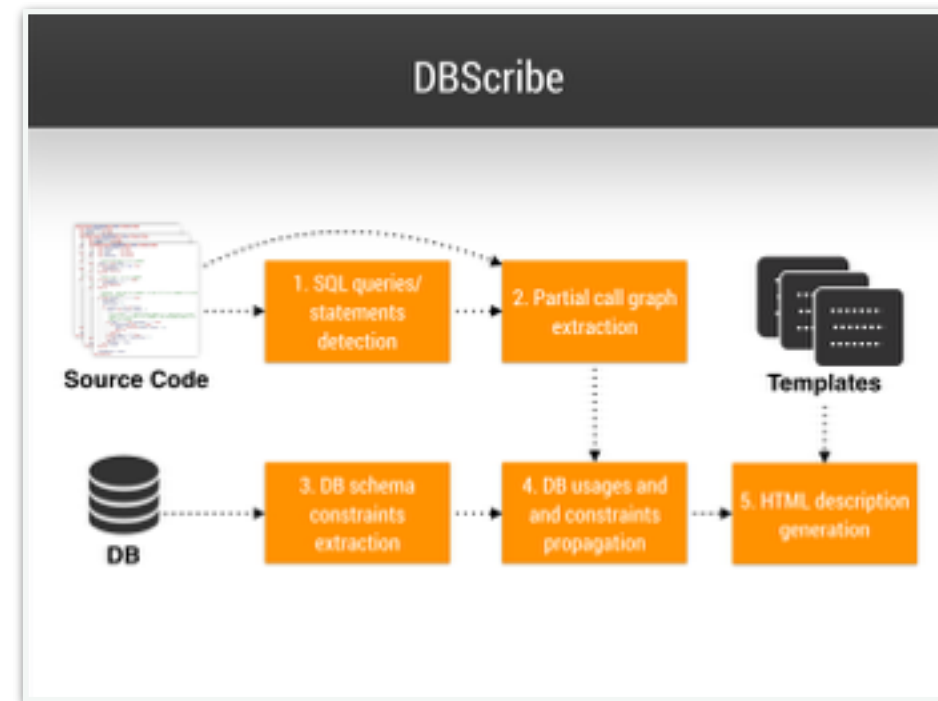 DBScribe
1. SQL queries/
statements
detection
2. Partial call graph
extraction
Source Code
Templates
3. DB schema
constraints
extraction
4. DB usages and
and constraints
propagation
5. HTML description
generation
DB